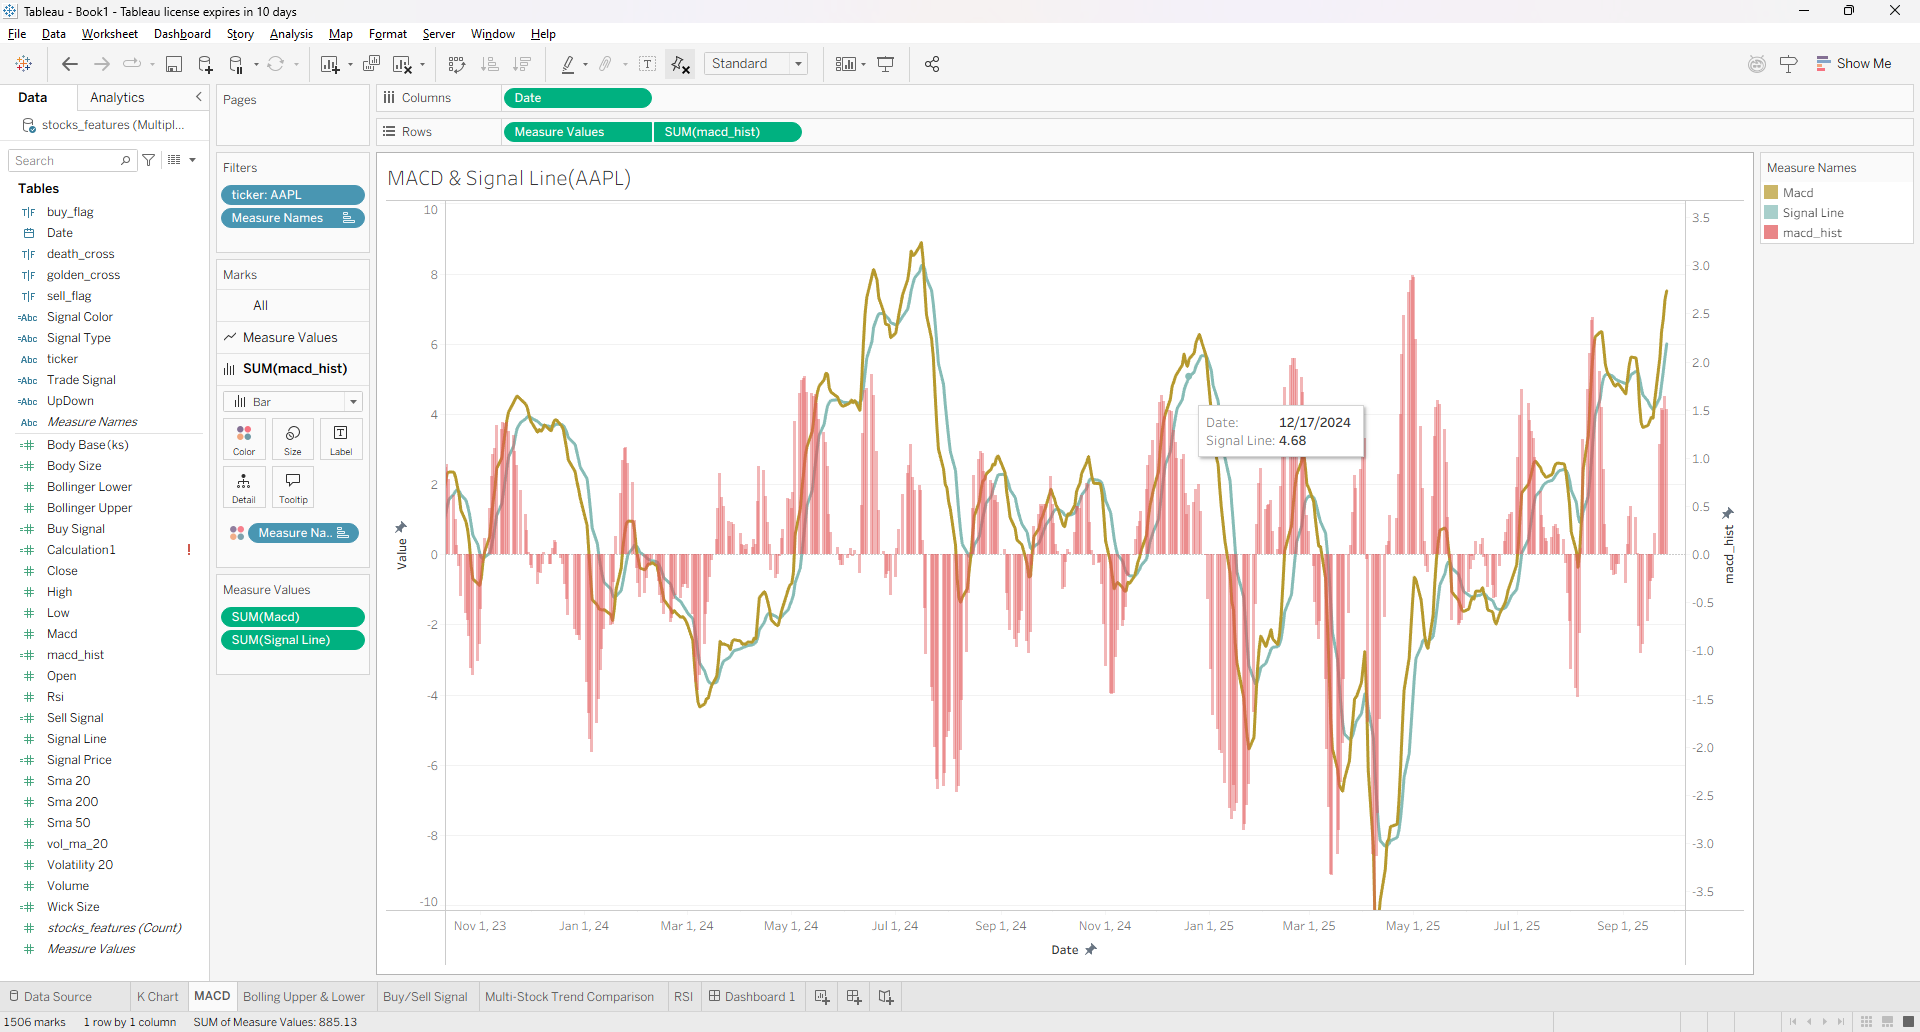 Tableau - Book1 - Tableau license expires in 10 days
File Data Worksheet Dashboard Story Analysis Map Format Server Window Help
Standard
Show Me
Data Analytics
stocks_features (Multipl...
Search
Tables
buy_flag
Date
death_cross
golden_cross
sell_flag
Signal Color
Signal Type
ticker
Trade Signal
UpDown
Measure Names
Body Base(ks)
Body Size
Bollinger Lower
Bollinger Upper
Buy Signal
Calculation1 !
Close
High
Low
Macd
macd_hist
Open
Rsi
Sell Signal
Signal Line
Signal Price
Sma 20
Sma 200
Sma 50
vol_ma_20
Volatility 20
Volume
Wick Size
stocks_features (Count)
Measure Values
Pages
Filters
ticker: AAPL
Measure Names
Marks
All
Measure Values
SUM(macd_hist)
Bar
Color Size Label
Detail Tooltip
Measure Na..
Measure Values
SUM(Macd)
SUM(Signal Line)
Columns Date
Rows Measure Values SUM(macd_hist)
MACD & Signal Line(AAPL)
10
8
6
4
2
0
-2
-4
-6
-8
-10
Value
Date: 12/17/2024
Signal Line: 4.68
3.5
3.0
2.5
2.0
1.5
1.0
0.5
0.0
-0.5
-1.0
-1.5
-2.0
-2.5
-3.0
-3.5
macd_hist
Nov 1, 23 Jan 1, 24 Mar 1, 24 May 1, 24 Jul 1, 24 Sep 1, 24 Nov 1, 24 Jan 1, 25 Mar 1, 25 May 1, 25 Jul 1, 25 Sep 1, 25
Date
Measure Names
Macd
Signal Line
macd_hist
Data Source K Chart MACD Bolling Upper & Lower Buy/Sell Signal Multi-Stock Trend Comparison RSI Dashboard 1
1506 marks 1 row by 1 column SUM of Measure Values: 885.13